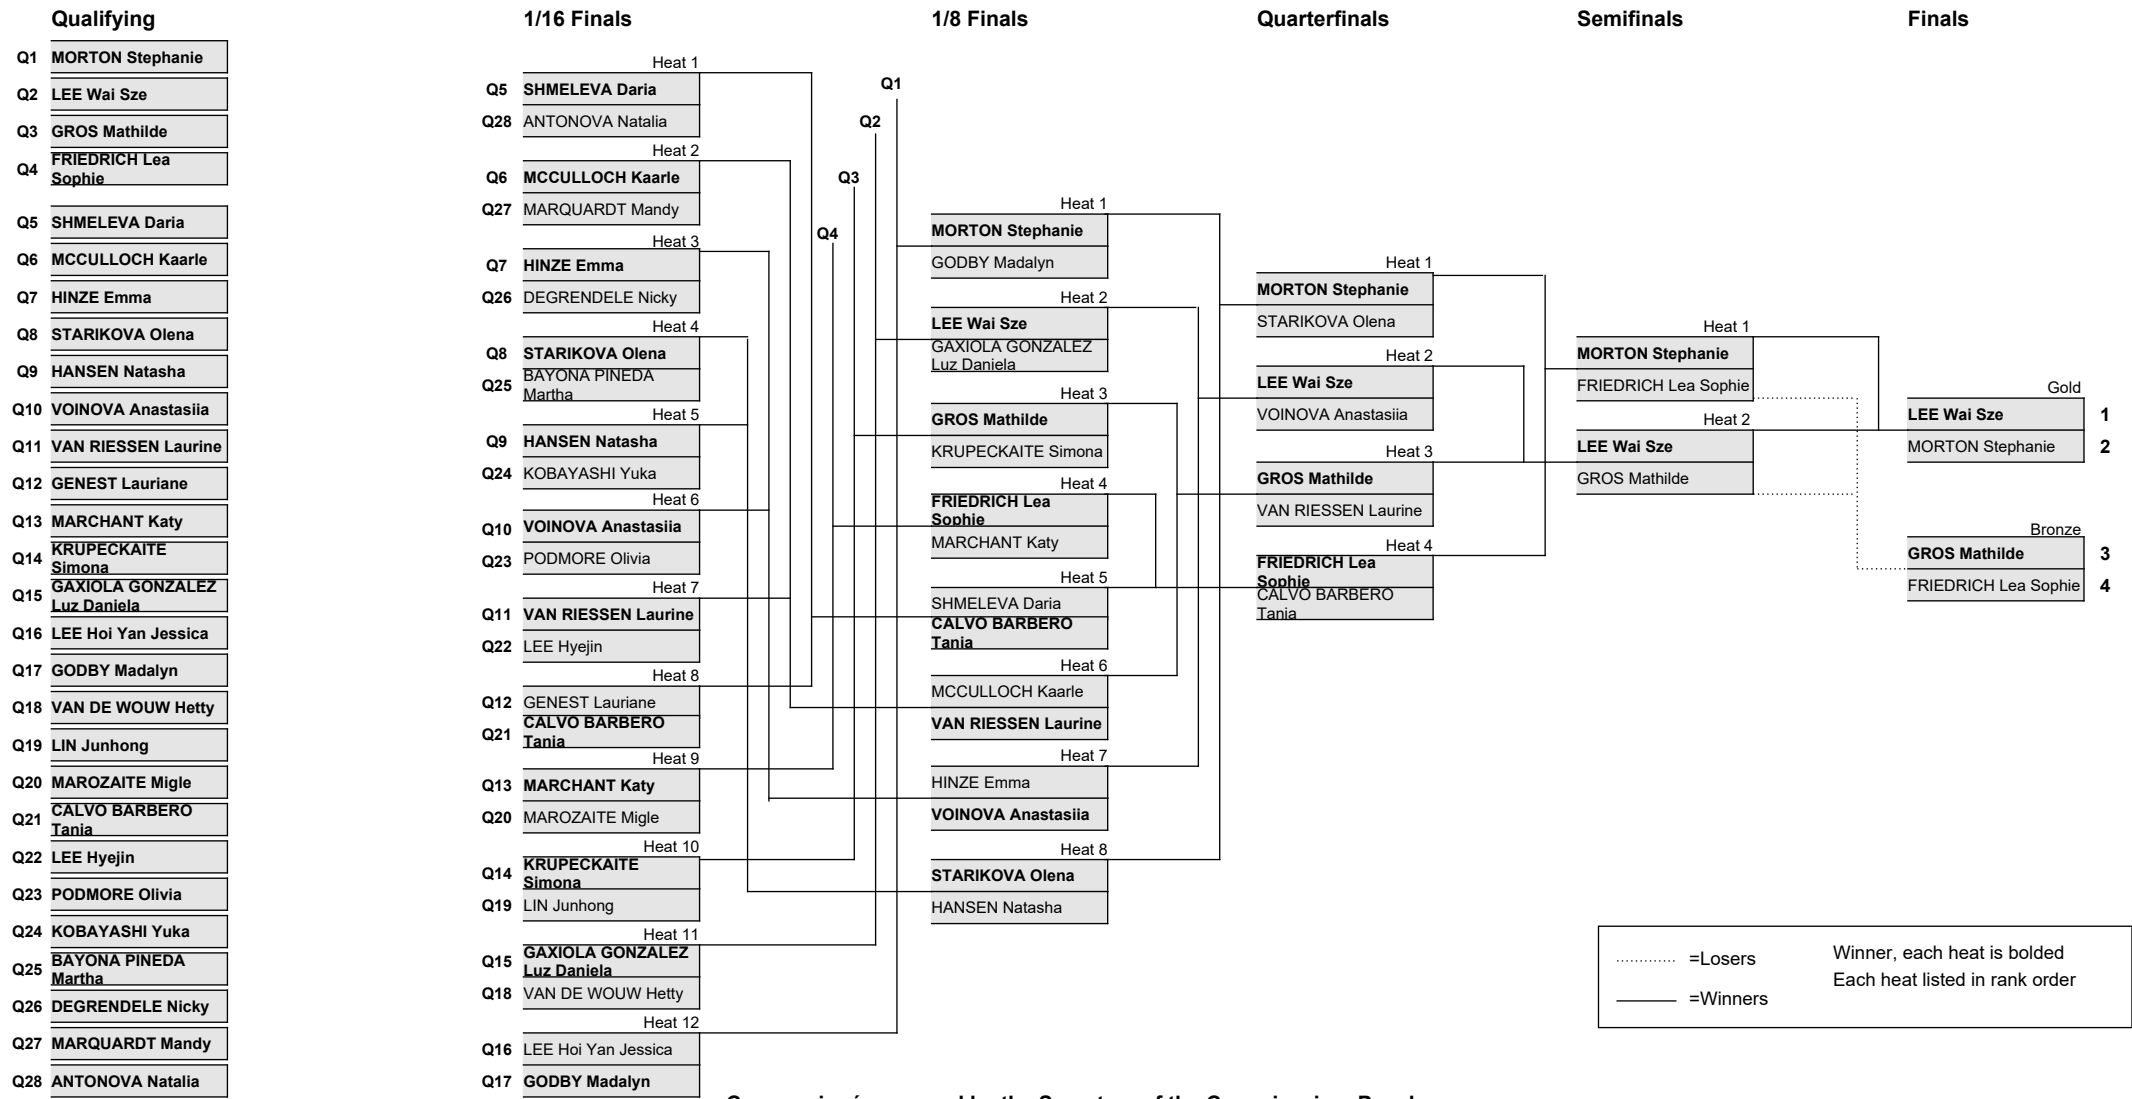 Qualifying
1/16 Finals
1/8 Finals
Quarterfinals
Semifinals
Finals
Q1 MORTON Stephanie
Q2 LEE Wai Sze
Q3 GROS Mathilde
Q4 FRIEDRICH Lea
Sophie
Q5 SHMELEVA Daria
Q6 MCCULLOCH Kaarle
Q7 HINZE Emma
Q8 STARIKOVA Olena
Q9 HANSEN Natasha
Q10 VOINOVA Anastasiia
Q11 VAN RIESSEN Laurine
Q12 GENEST Lauriane
Q13 MARCHANT Katy
Q14 KRUPECKAITE
Simona
Q15 GAXIOLA GONZALEZ
Luz Daniela
Q16 LEE Hoi Yan Jessica
Q17 GODBY Madalyn
Q18 VAN DE WOUW Hetty
Q19 LIN Junhong
Q20 MAROZAITE Migle
Q21 CALVO BARBERO
Tania
Q22 LEE Hyejin
Q23 PODMORE Olivia
Q24 KOBAYASHI Yuka
Q25 BAYONA PINEDA
Martha
Q26 DEGRENDELE Nicky
Q27 MARQUARDT Mandy
Q28 ANTONOVA Natalia
Heat 1
Q5 SHMELEVA Daria
Q28 ANTONOVA Natalia
Heat 2
Q6 MCCULLOCH Kaarle
Q27 MARQUARDT Mandy
Heat 3
Q7 HINZE Emma
Q26 DEGRENDELE Nicky
Heat 4
Q8 STARIKOVA Olena
Q25 BAYONA PINEDA
Martha
Heat 5
Q9 HANSEN Natasha
Q24 KOBAYASHI Yuka
Heat 6
Q10 VOINOVA Anastasiia
Q23 PODMORE Olivia
Heat 7
Q11 VAN RIESSEN Laurine
Q22 LEE Hyejin
Heat 8
Q12 GENEST Lauriane
Q21 CALVO BARBERO
Tania
Heat 9
Q13 MARCHANT Katy
Q20 MAROZAITE Migle
Heat 10
Q14 KRUPECKAITE
Simona
Q19 LIN Junhong
Heat 11
Q15 GAXIOLA GONZALEZ
Luz Daniela
Q18 VAN DE WOUW Hetty
Heat 12
Q16 LEE Hoi Yan Jessica
Q17 GODBY Madalyn
Q1
Q2
Q3
Q4
Heat 1
MORTON Stephanie
GODBY Madalyn
Heat 2
LEE Wai Sze
GAXIOLA GONZALEZ
Luz Daniela
Heat 3
GROS Mathilde
KRUPECKAITE Simona
Heat 4
FRIEDRICH Lea
Sophie
MARCHANT Katy
Heat 5
SHMELEVA Daria
CALVO BARBERO
Tania
Heat 6
MCCULLOCH Kaarle
VAN RIESSEN Laurine
Heat 7
HINZE Emma
VOINOVA Anastasiia
Heat 8
STARIKOVA Olena
HANSEN Natasha
Heat 1
MORTON Stephanie
STARIKOVA Olena
Heat 2
LEE Wai Sze
VOINOVA Anastasiia
Heat 3
GROS Mathilde
VAN RIESSEN Laurine
Heat 4
FRIEDRICH Lea
Sophie
CALVO BARBERO
Tania
Heat 1
MORTON Stephanie
FRIEDRICH Lea Sophie
Heat 2
LEE Wai Sze
GROS Mathilde
Gold
LEE Wai Sze 1
MORTON Stephanie 2
Bronze
GROS Mathilde 3
FRIEDRICH Lea Sophie 4
=Losers
=Winners
Winner, each heat is bolded
Each heat listed in rank order